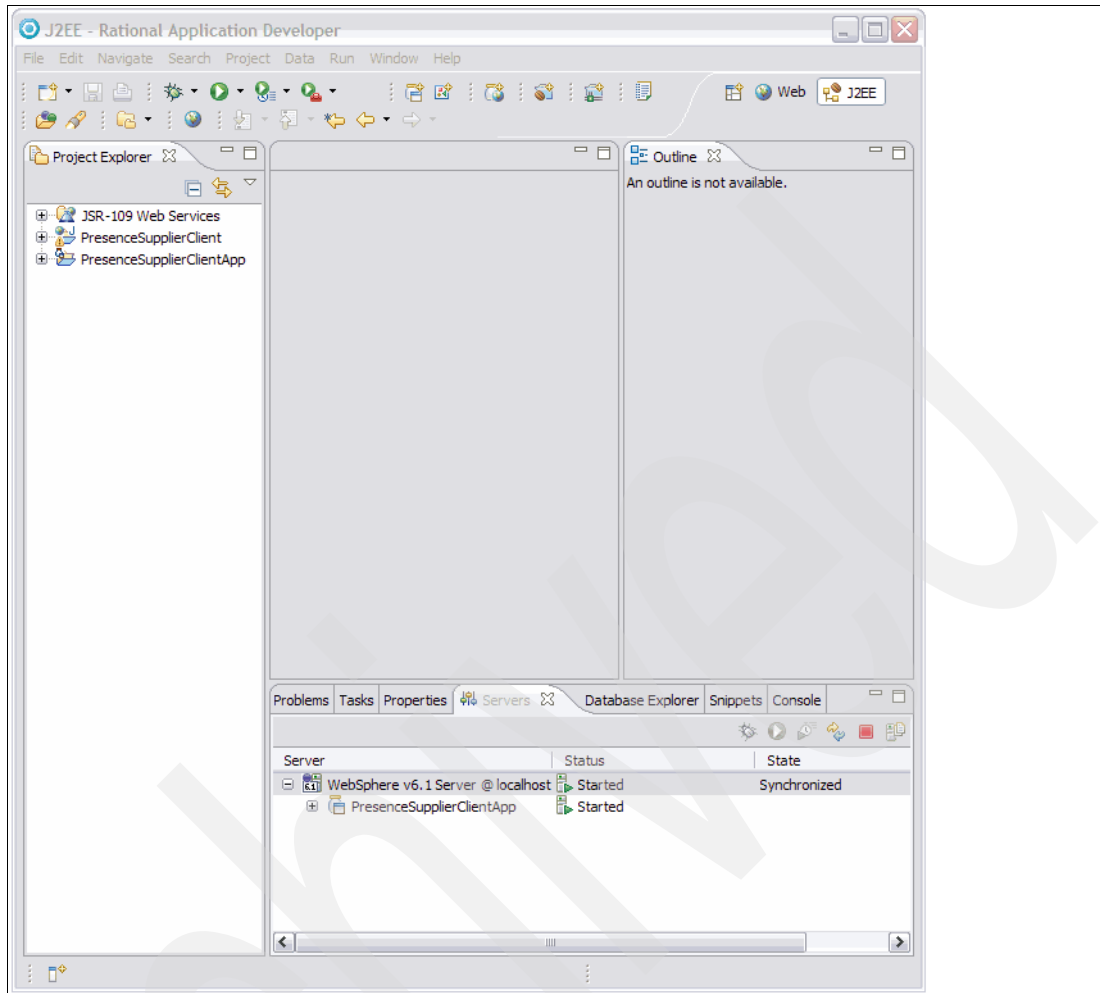 J2EE - Rational Application Developer
File Edit Navigate Search Project Data Run Window Help
Web J2EE
Project Explorer
Outline
An outline is not available.
JSR-109 Web Services
PresenceSupplierClient
PresenceSupplierClientApp
Problems Tasks Properties Servers Database Explorer Snippets Console
Server Status State
WebSphere v6.1 Server @ localhost Started Synchronized
PresenceSupplierClientApp Started